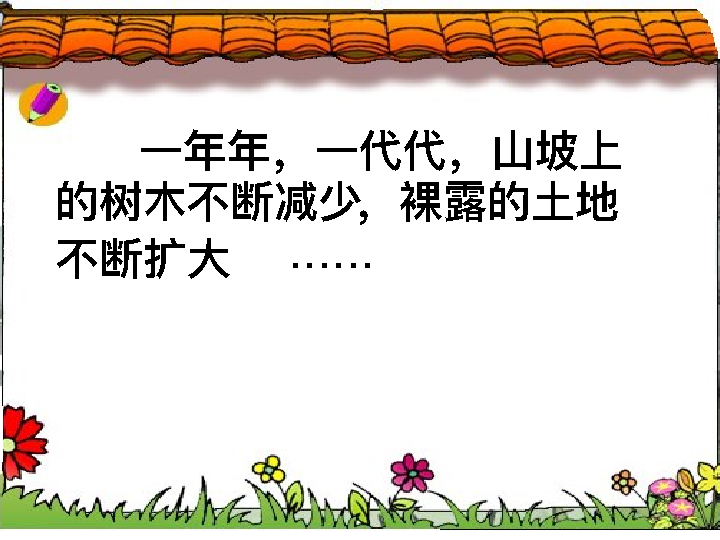 一年年，一代代，山坡上
的树木不断减少，裸露的土地
不断扩大 ……